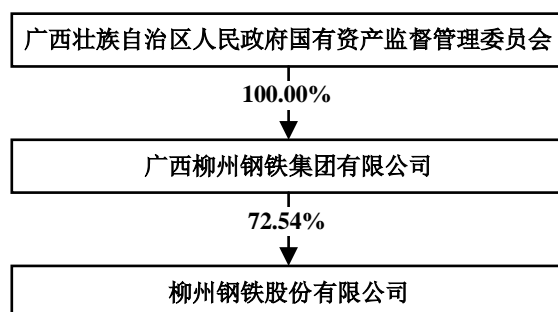 广西壮族自治区人民政府国有资产监督管理委员会
100.00%
广西柳州钢铁集团有限公司
72.54%
柳州钢铁股份有限公司